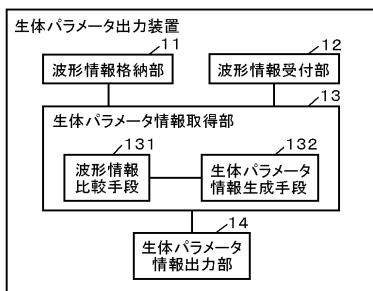 生体パラメータ出力装置
11
12
波形情報格納部
波形情報受付部
13
生体パラメータ情報取得部
131
132
波形情報
比較手段
生体パラメータ
情報生成手段
14
生体パラメータ
情報出力部